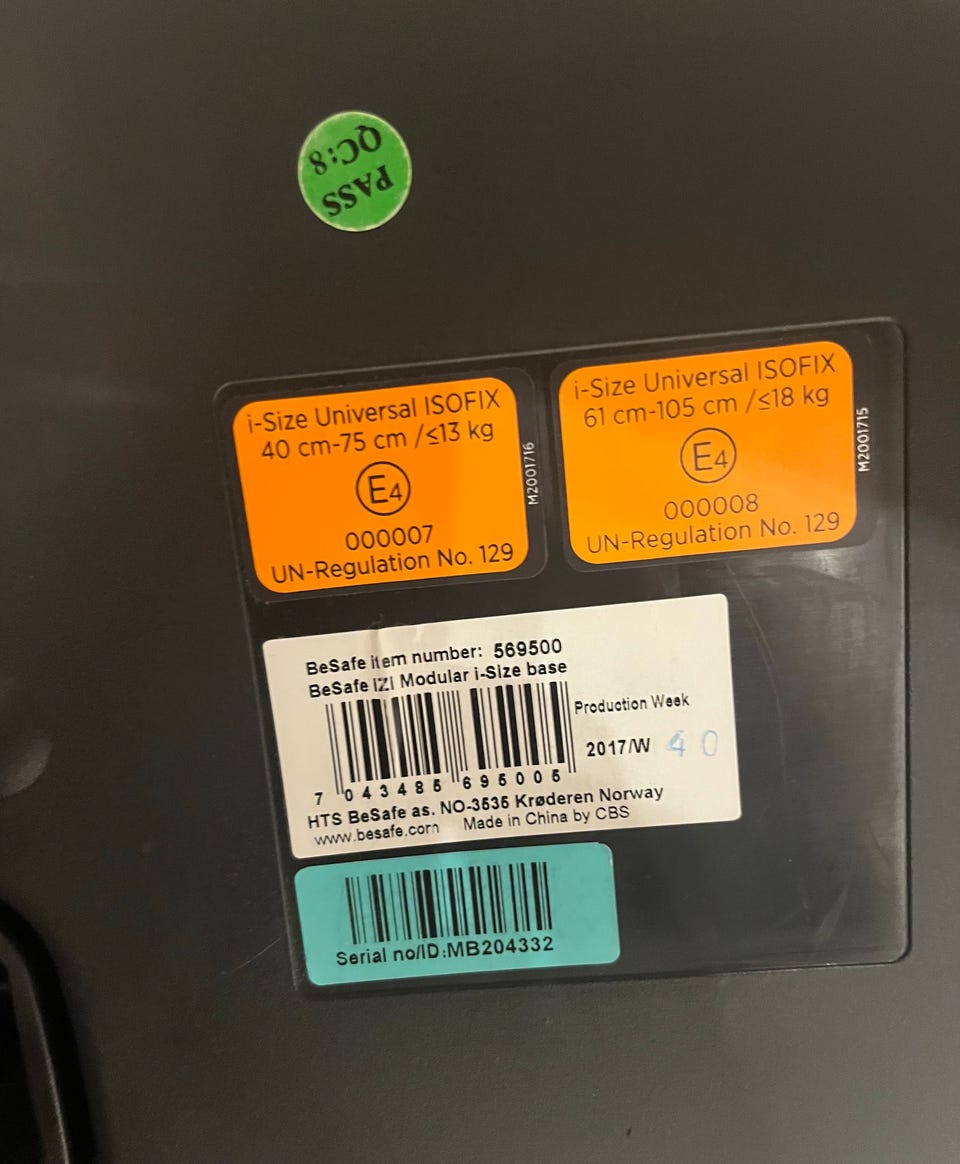 PASS
QC:8
i-Size Universal ISOFIX
40 cm-75 cm /≤13 kg
E4
000007
UN-Regulation No. 129
M2001716
i-Size Universal ISOFIX
61 cm-105 cm /≤18 kg
E4
000008
UN-Regulation No. 129
M2001715
BeSafe item number: 569500
BeSafe IZI Modular i-Size base
Production Week
2017/W 40
7 043485 695005
HTS BeSafe as. NO-3535 Krøderen Norway
www.besafe.com Made in China by CBS
Serial no/ID:MB204332